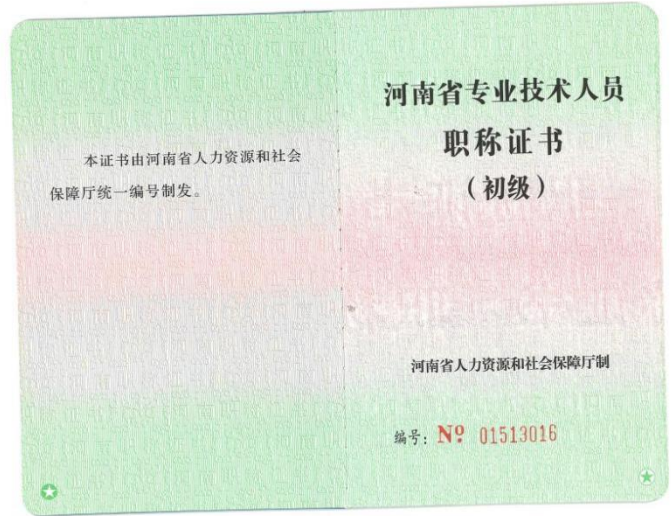 本证书由河南省人力资源和社会
保障厅统一编号制发。
河南省专业技术人员
职称证书
（初级）
河南省人力资源和社会保障厅制
编号：№ 01513016